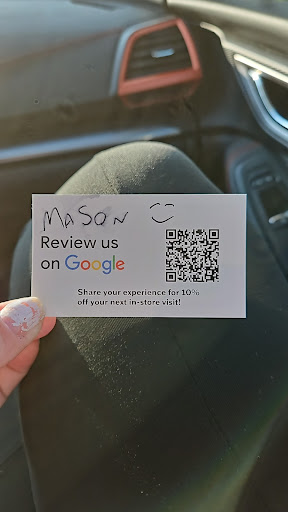 MASON
Review us
on Google
Share your experience for 10%
off your next in-store visit!